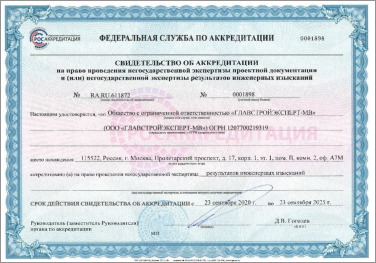 РОСАККРЕДИТАЦИЯ
ФЕДЕРАЛЬНАЯ СЛУЖБА ПО АККРЕДИТАЦИИ
0001898
СВИДЕТЕЛЬСТВО ОБ АККРЕДИТАЦИИ
на право проведения негосударственной экспертизы проектной документации
и (или) негосударственной экспертизы результатов инженерных изысканий
№ RA.RU.611872 № 0001898
Настоящим удостоверяется, что Общество с ограниченной ответственностью «ГЛАВСТРОЙЭКСПЕРТ-МВ»
(ООО «ГЛАВСТРОЙЭКСПЕРТ-МВ») ОГРН 1207700219319
место нахождения 115522, Россия, г. Москва, Пролетарский проспект, д. 17, корп. 1, эт. 1, пом. II, комн. 2, оф. А7М
аккредитовано (а) на право проведения негосударственной экспертизы результатов инженерных изысканий
СРОК ДЕЙСТВИЯ СВИДЕТЕЛЬСТВА ОБ АККРЕДИТАЦИИ с 23 сентября 2020 г. по 23 сентября 2025 г.
Руководитель (заместитель Руководителя)
органа по аккредитации
М.П.
Д.В. Гоголев